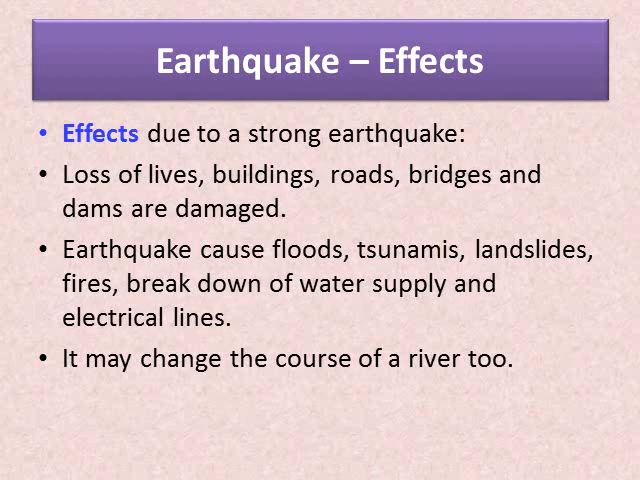 Earthquake – Effects
• Effects due to a strong earthquake:
• Loss of lives, buildings, roads, bridges and
dams are damaged.
• Earthquake cause floods, tsunamis, landslides,
fires, break down of water supply and
electrical lines.
• It may change the course of a river too.